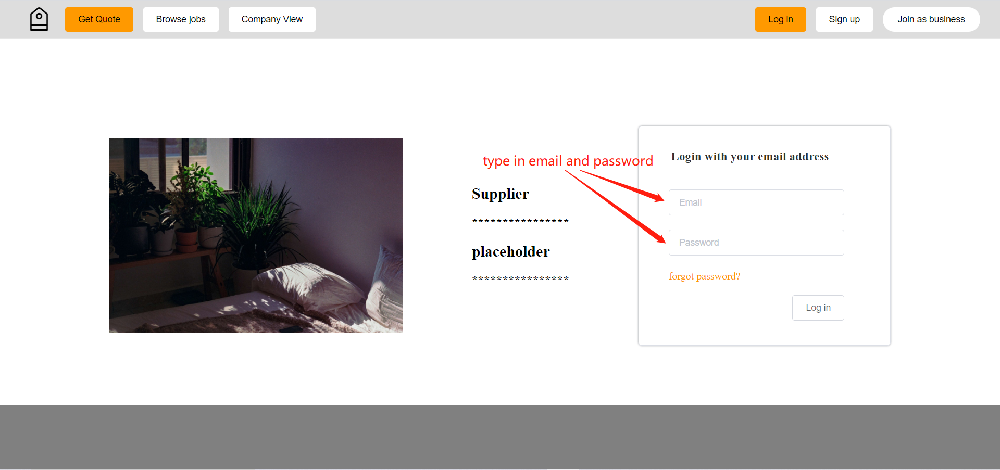 Get Quote
Browse jobs
Company View
Log in
Sign up
Join as business
type in email and password
Supplier
****************
placeholder
****************
Login with your email address
Email
Password
forgot password?
Log in